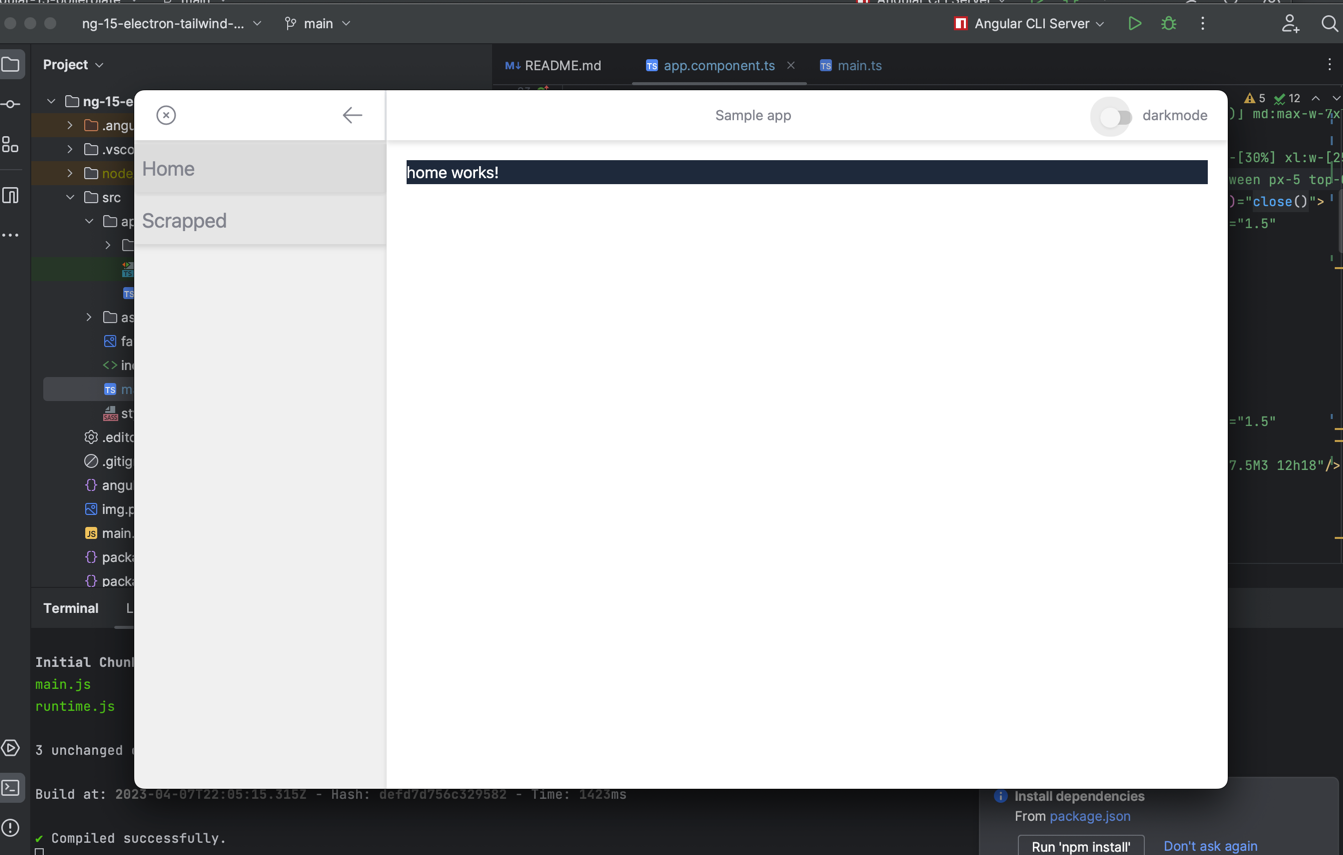 ng-15-electron-tailwind-...
main
Angular CLI Server
Project
README.md
app.component.ts
main.ts
5
12
ng-15-e
.angu
.vsco
node
src
ap
as
fa
in
m
st
.edito
.gitig
angu
img.p
main.
packa
packa
Sample app
darkmode
Home
Scrapped
home works!
)] md:max-w-7x
-[30%] xl:w-[25
ween px-5 top-
)="close()">
="1.5"
="1.5"
7.5M3 12h18"/>
Terminal
L
Initial Chunk
main.js
runtime.js
3 unchanged
Build at: 2023-04-07T22:05:15.315Z - Hash: defd7d756c329582 - Time: 1423ms
✔ Compiled successfully.
Install dependencies
From package.json
Run 'npm install'
Don't ask again